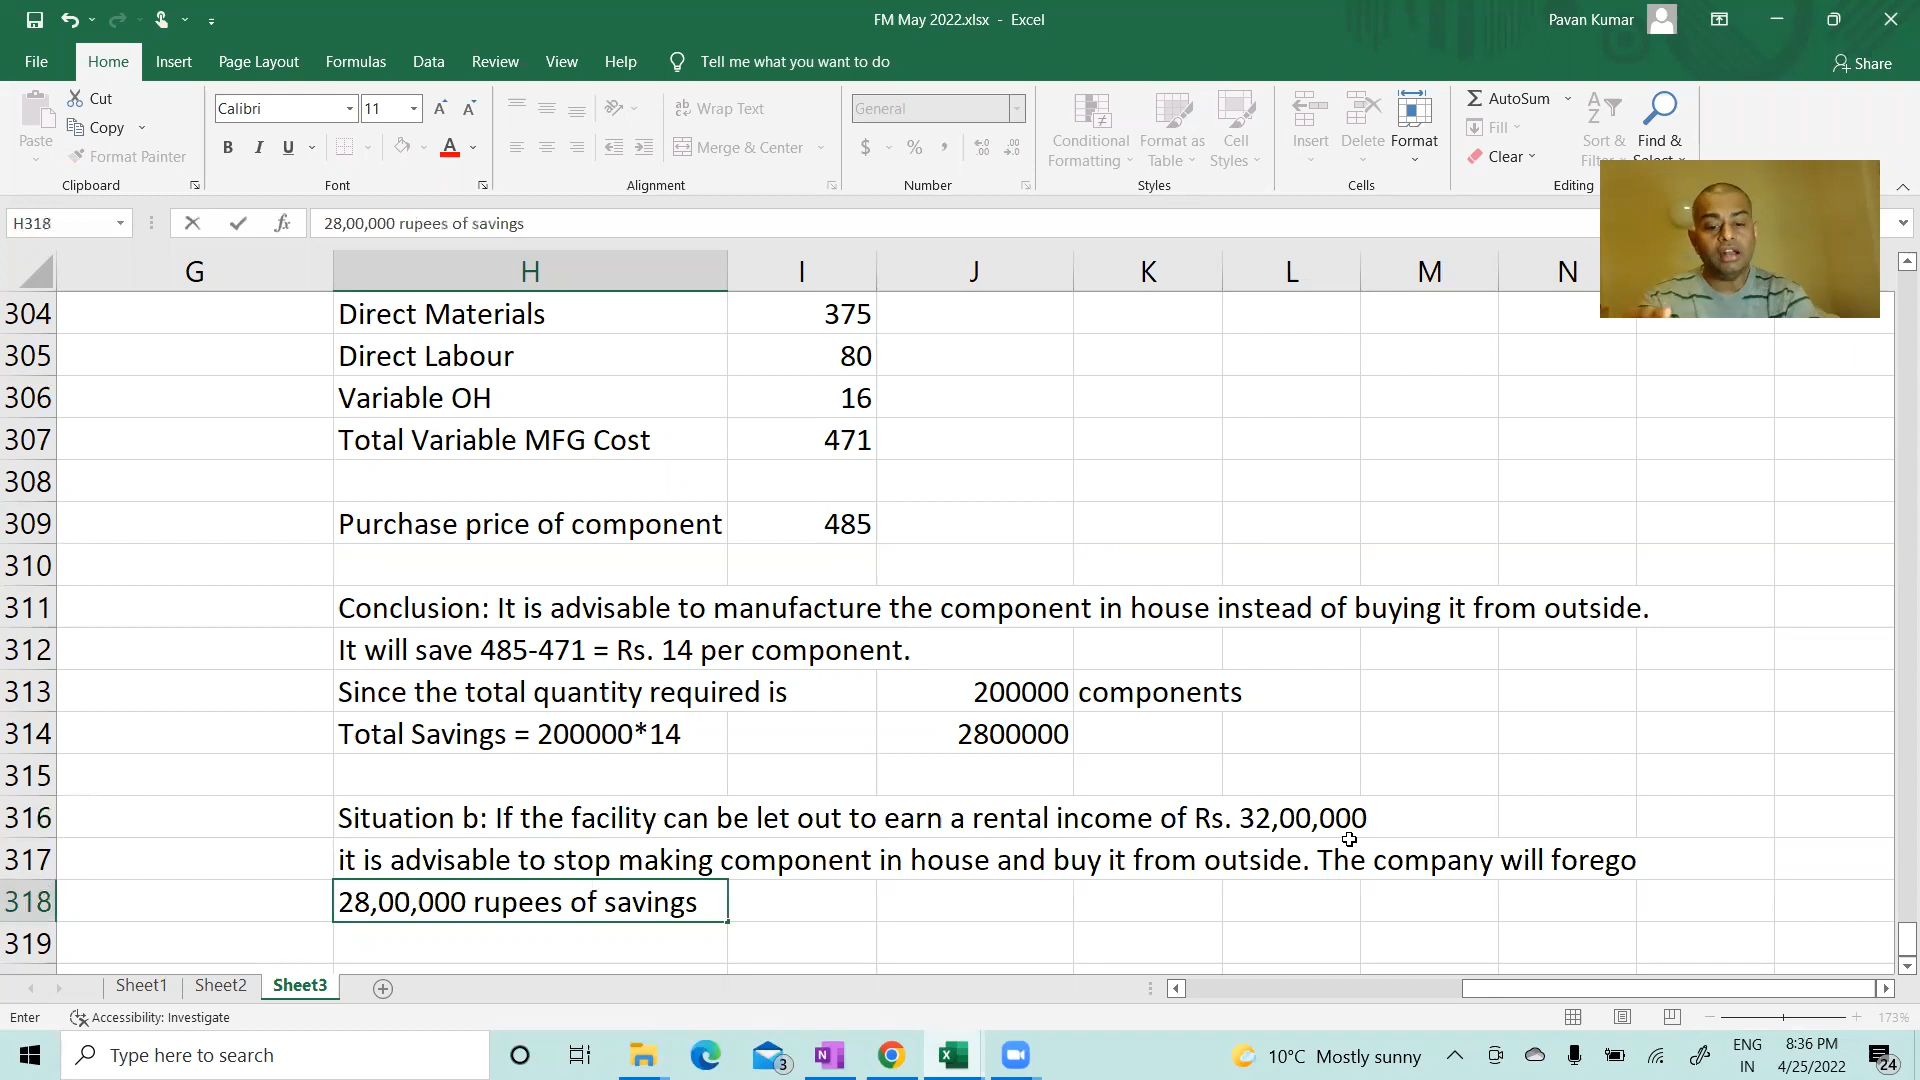 FM May 2022.xlsx - Excel
Pavan Kumar
File Home Insert Page Layout Formulas Data Review View Help Tell me what you want to do
Share
Paste
Cut
Copy
Format Painter
Clipboard
Calibri 11
B I U
Font
Wrap Text
Merge & Center
Alignment
General
$ %
Number
Conditional Formatting
Format as Table
Cell Styles
Styles
Insert Delete Format
Cells
AutoSum
Fill
Clear
Sort & Filter
Find & Select
Editing
H318
fx
28,00,000 rupees of savings
G H I J K L M N
304 Direct Materials 375
305 Direct Labour 80
306 Variable OH 16
307 Total Variable MFG Cost 471
308
309 Purchase price of component 485
310
311 Conclusion: It is advisable to manufacture the component in house instead of buying it from outside.
312 It will save 485-471 = Rs. 14 per component.
313 Since the total quantity required is 200000 components
314 Total Savings = 200000*14 2800000
315
316 Situation b: If the facility can be let out to earn a rental income of Rs. 32,00,000
317 it is advisable to stop making component in house and buy it from outside. The company will forego
318 28,00,000 rupees of savings
319
Sheet1 Sheet2 Sheet3
Enter Accessibility: Investigate
173%
Type here to search
3
10°C Mostly sunny
ENG
IN
8:36 PM
4/25/2022
24